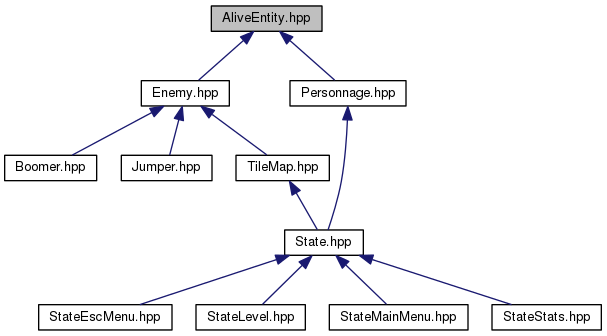 AliveEntity.hpp
Enemy.hpp
Personnage.hpp
Boomer.hpp
Jumper.hpp
TileMap.hpp
State.hpp
StateEscMenu.hpp
StateLevel.hpp
StateMainMenu.hpp
StateStats.hpp